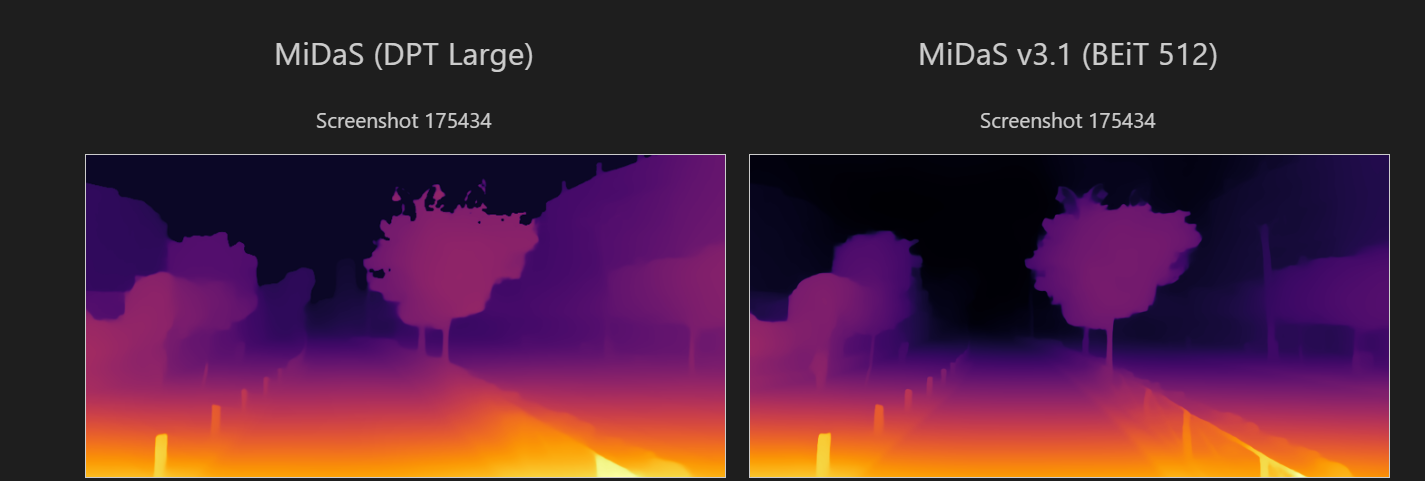 MiDaS (DPT Large)
MiDaS v3.1 (BEiT 512)
Screenshot 175434
Screenshot 175434